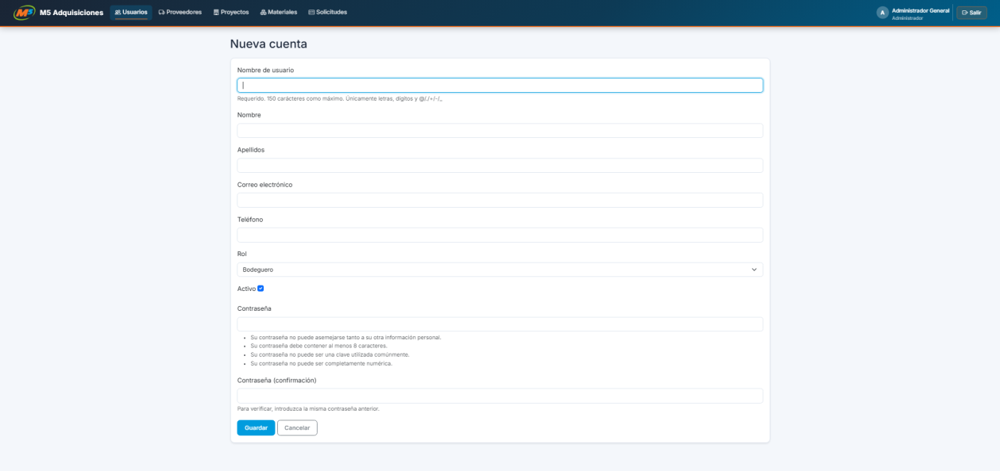 M5 M5 Adquisiciones Usuarios Proveedores Proyectos Materiales Solicitudes A Administrador General Salir
Administrador
Nueva cuenta
Nombre de usuario
Requerido. 150 carácteres como máximo. Únicamente letras, dígitos y @/./+/-/_
Nombre
Apellidos
Correo electrónico
Teléfono
Rol
Bodeguero
Activo
Contraseña
Su contraseña no puede asemejarse tanto a su otra información personal.
Su contraseña debe contener al menos 8 caracteres.
Su contraseña no puede ser una clave utilizada comúnmente.
Su contraseña no puede ser completamente numérica.
Contraseña (confirmación)
Para verificar, introduzca la misma contraseña anterior.
Guardar Cancelar